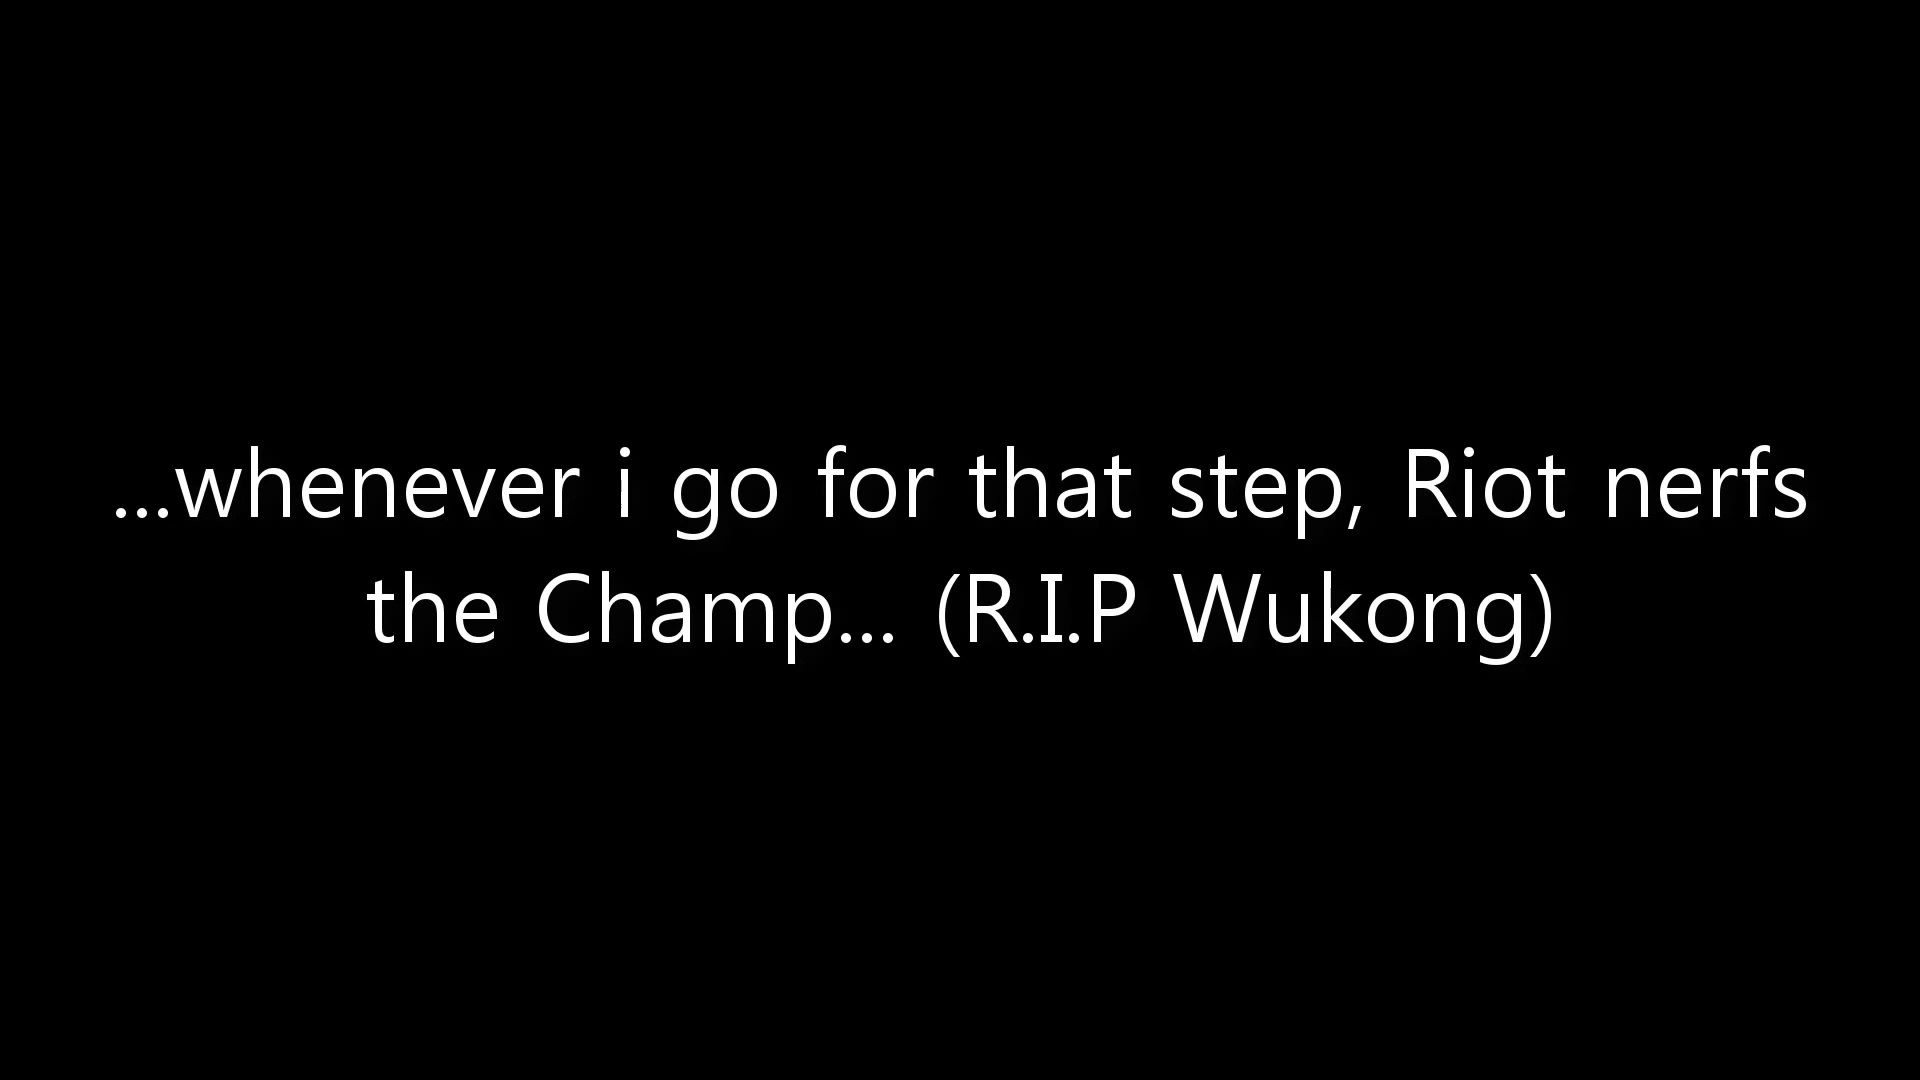 ...whenever i go for that step, Riot nerfs
the Champ... (R.I.P Wukong)